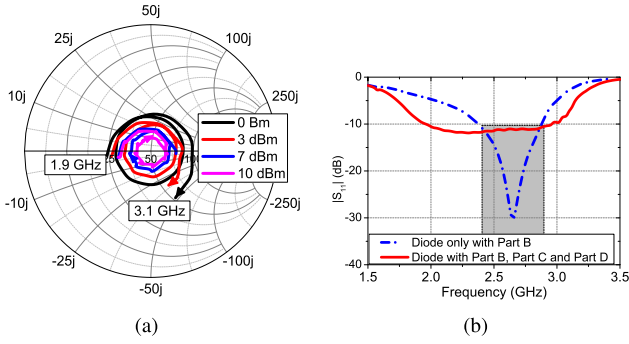 (a)
50j
25j
100j
10j
250j
25
50
100
0 Bm
3 dBm
7 dBm
10 dBm
1.9 GHz
3.1 GHz
-10j
-250j
-25j
-100j
-50j
(a)
(b)
0
-10
-20
-30
-40
|S11| (dB)
Diode only with Part B
Diode with Part B, Part C and Part D
1.5
2.0
2.5
3.0
3.5
Frequency (GHz)
(b)